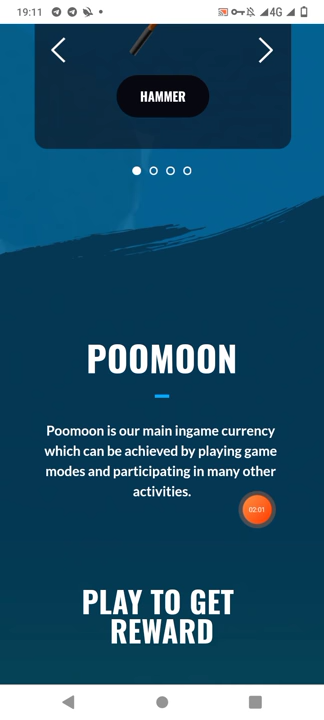 19:11
4G
HAMMER
POOMOON
Poomoon is our main ingame currency
which can be achieved by playing game
modes and participating in many other
activities.
02:01
PLAY TO GET
REWARD